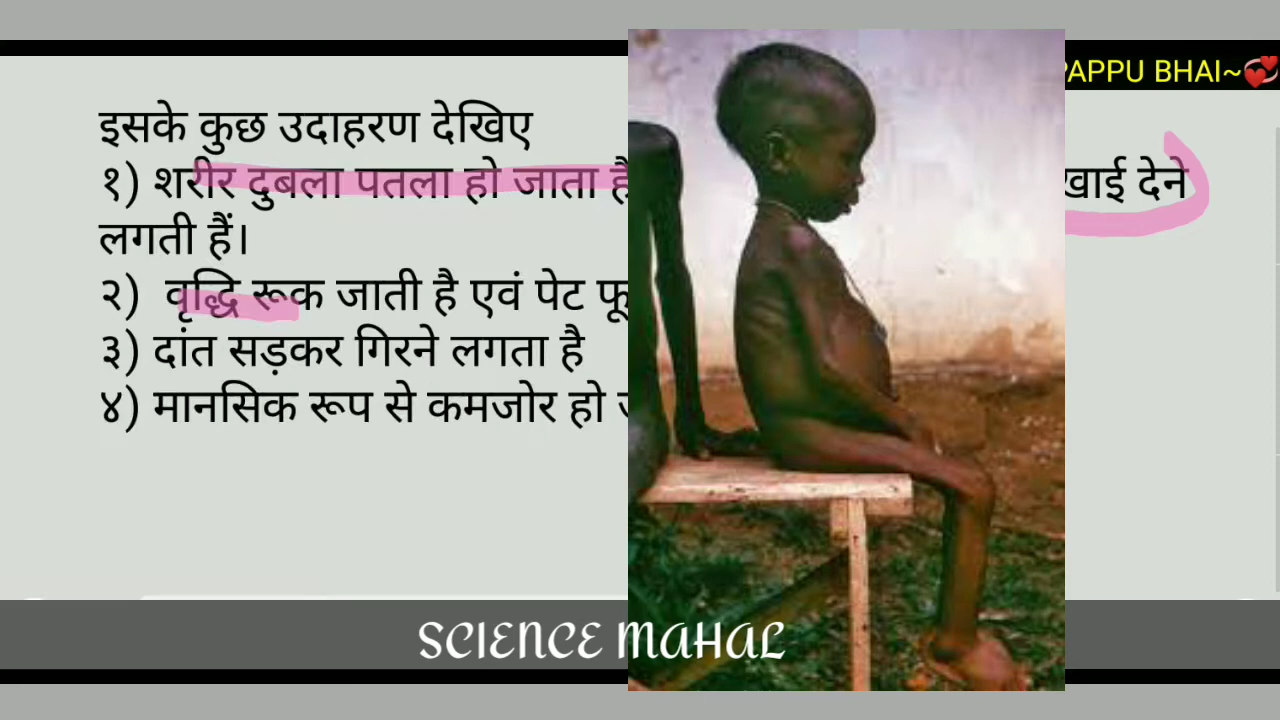 PAPPU BHAI~💞
इसके कुछ उदाहरण देखिए
१) शरीर दुबला पतला हो जाता है देने
लगती हैं।
२) वृद्धि रूक जाती है एवं पेट
३) दांत सड़कर गिरने लगता है
४) मानसिक रूप से कमजोर हो
SCIENCE MAHAL